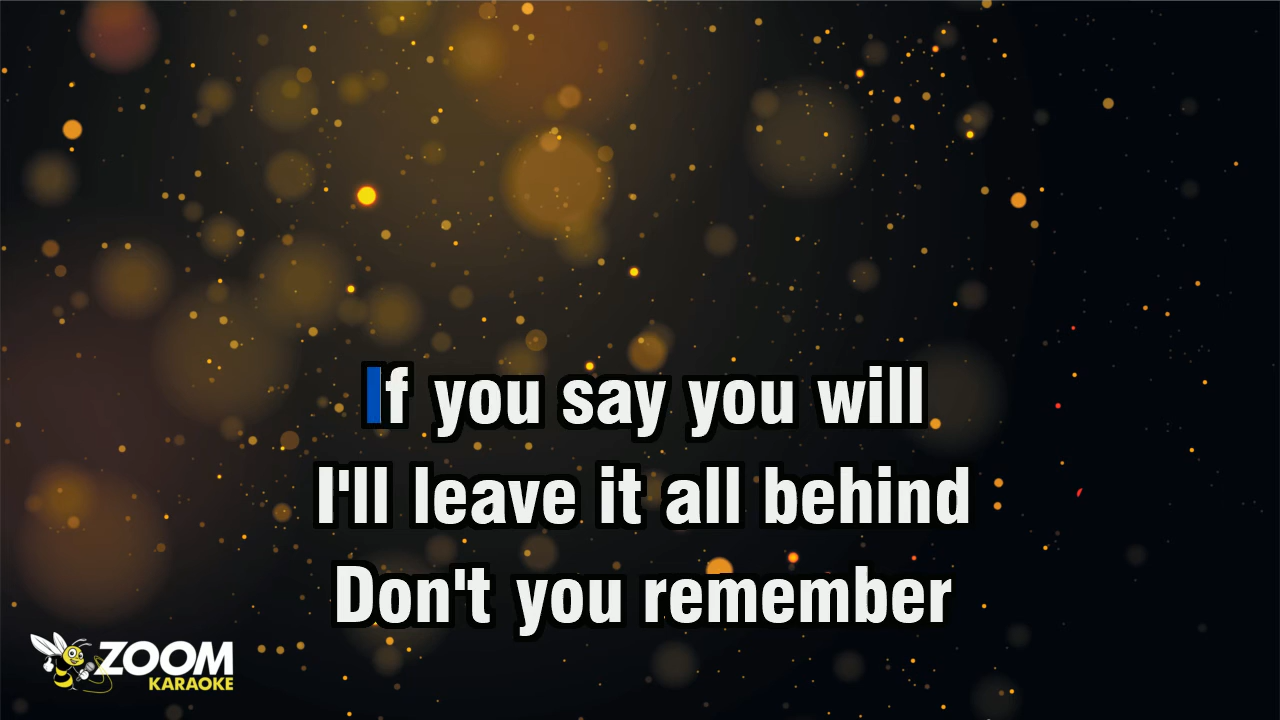 If you say you will
I'll leave it all behind
Don't you remember
ZOOM
KARAOKE